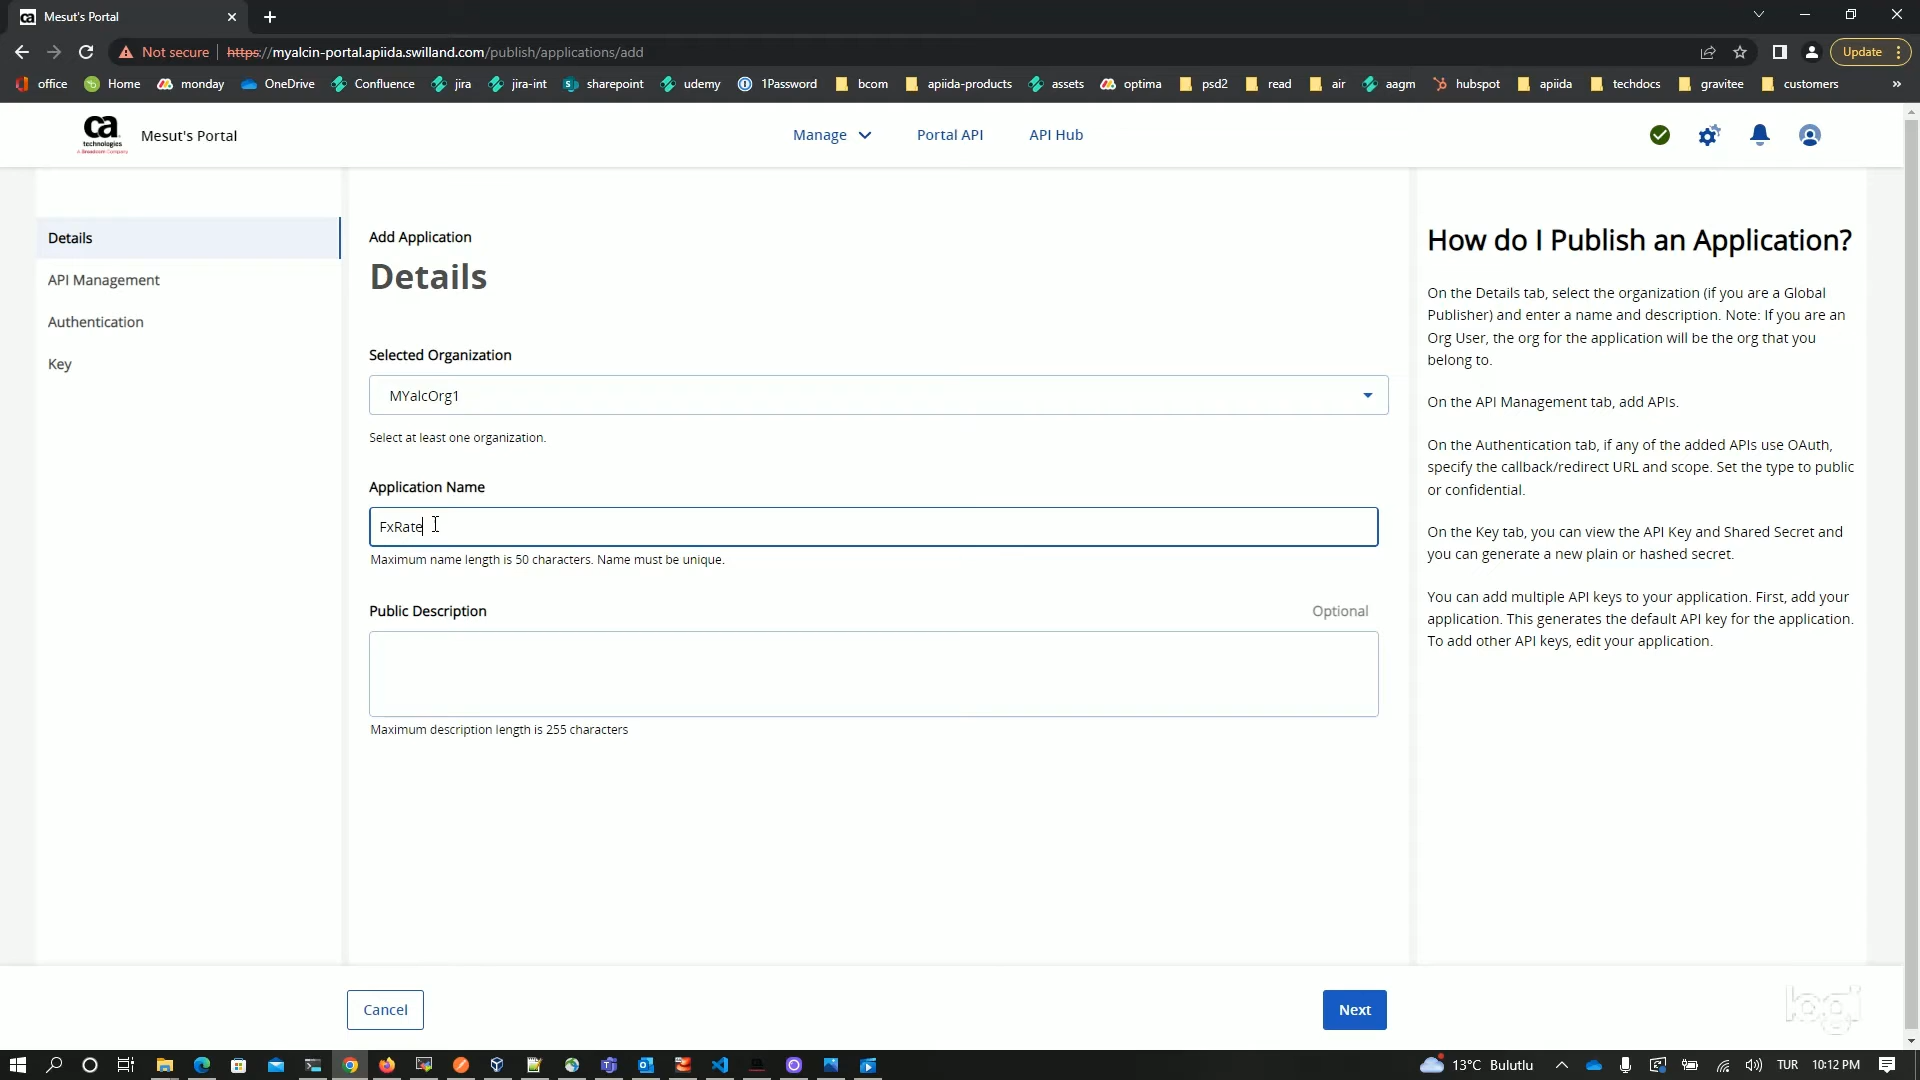 Mesut's Portal
Not secure https://myalcin-portal.apiida.swilland.com/publish/applications/add Update
office Home monday OneDrive Confluence jira jira-int sharepoint udemy 1Password bcom apiida-products assets optima psd2 read air aagm hubspot apiida techdocs gravitee customers »
ca technologies A Broadcom Company
Mesut's Portal
Manage Portal API API Hub
Details
API Management
Authentication
Key
Add Application
Details
Selected Organization
MYalcOrg1
Select at least one organization.
Application Name
FxRate
Maximum name length is 50 characters. Name must be unique.
Public Description Optional
Maximum description length is 255 characters
How do I Publish an Application?
On the Details tab, select the organization (if you are a Global
Publisher) and enter a name and description. Note: If you are an
Org User, the org for the application will be the org that you
belong to.
On the API Management tab, add APIs.
On the Authentication tab, if any of the added APIs use OAuth,
specify the callback/redirect URL and scope. Set the type to public
or confidential.
On the Key tab, you can view the API Key and Shared Secret and
you can generate a new plain or hashed secret.
You can add multiple API keys to your application. First, add your
application. This generates the default API key for the application.
To add other API keys, edit your application.
Cancel Next
logi
13°C Bulutlu TUR 10:12 PM